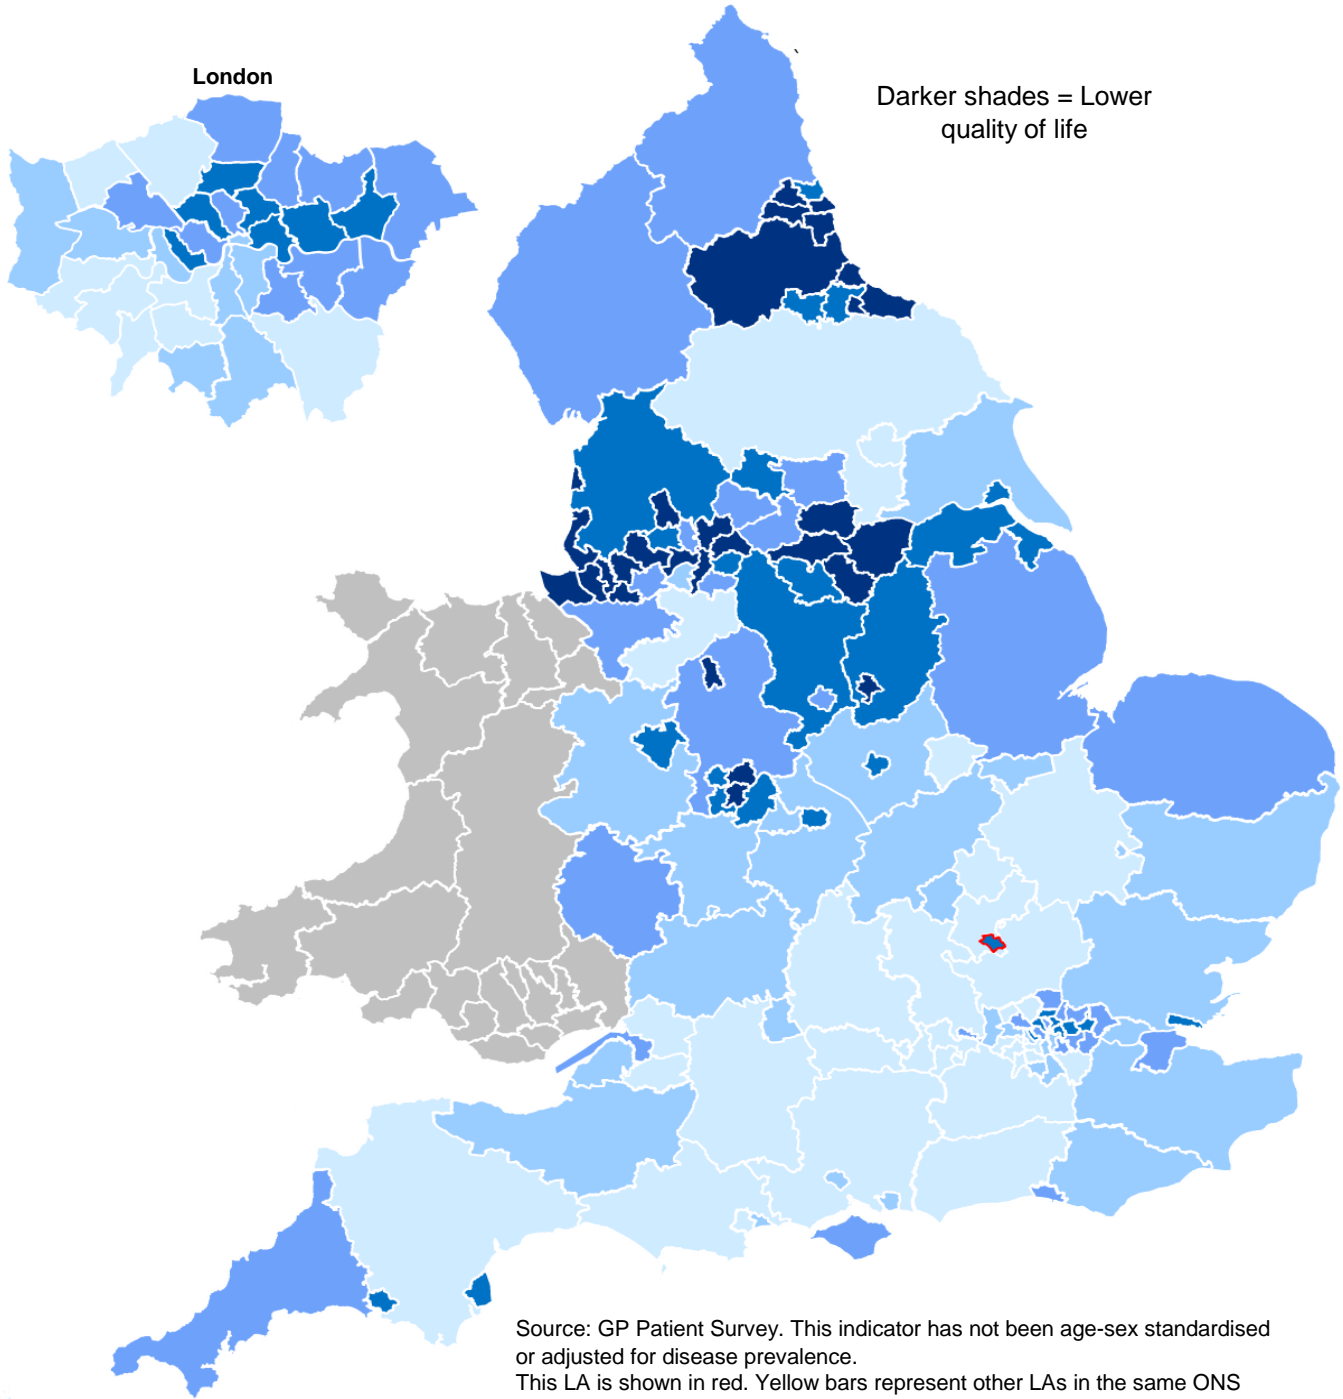 London
Darker shades = Lower
quality of life
Source: GP Patient Survey. This indicator has not been age-sex standardised
or adjusted for disease prevalence.
This LA is shown in red. Yellow bars represent other LAs in the same ONS